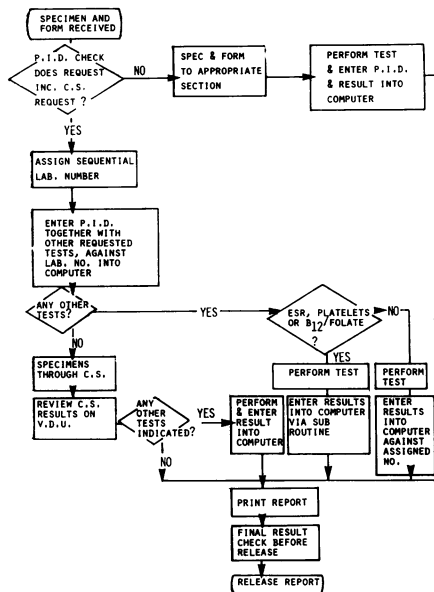 SPECIMEN AND
FORM RECEIVED
P.I.D. CHECK
DOES REQUEST
INC. C.S.
REQUEST ?
NO
SPEC & FORM
TO APPROPRIATE
SECTION
PERFORM TEST
& ENTER P.I.D.
& RESULT INTO
COMPUTER
YES
ASSIGN SEQUENTIAL
LAB. NUMBER
ENTER P.I.D.
TOGETHER WITH
OTHER REQUESTED
TESTS, AGAINST
LAB. NO. INTO
COMPUTER
ANY OTHER
TESTS?
YES
ESR, PLATELETS
OR B12/FOLATE
?
NO
NO
YES
SPECIMENS
THROUGH C.S.
PERFORM TEST
PERFORM
TEST
REVIEW C.S.
RESULTS ON
V.D.U.
ANY
OTHER
TESTS
INDICATED?
YES
PERFORM
& ENTER
RESULT
INTO
COMPUTER
ENTER RESULTS
INTO COMPUTER
VIA SUB
ROUTINE
ENTER
RESULTS
INTO
COMPUTER
AGAINST
ASSIGNED
NO.
NO
PRINT REPORT
FINAL RESULT
CHECK BEFORE
RELEASE
RELEASE REPORT